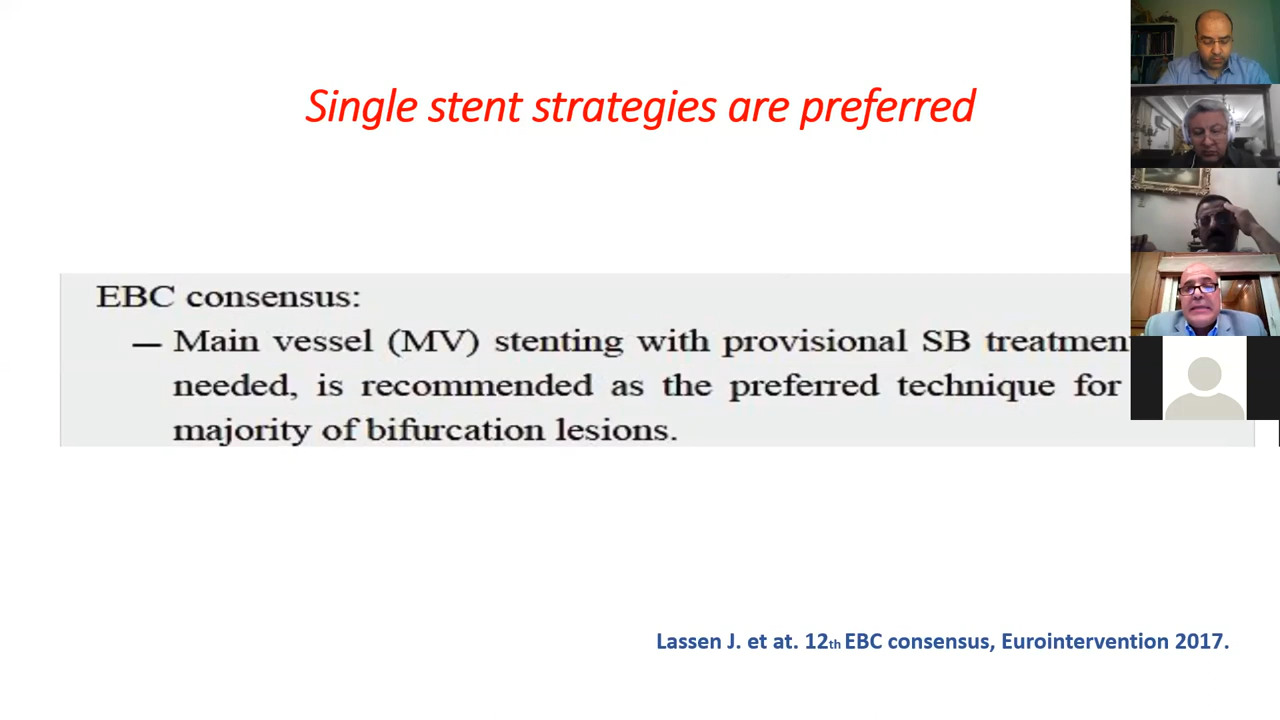 Single stent strategies are preferred
EBC consensus:
— Main vessel (MV) stenting with provisional SB treatment
needed, is recommended as the preferred technique for
majority of bifurcation lesions.
Lassen J. et at. 12th EBC consensus, Eurointervention 2017.